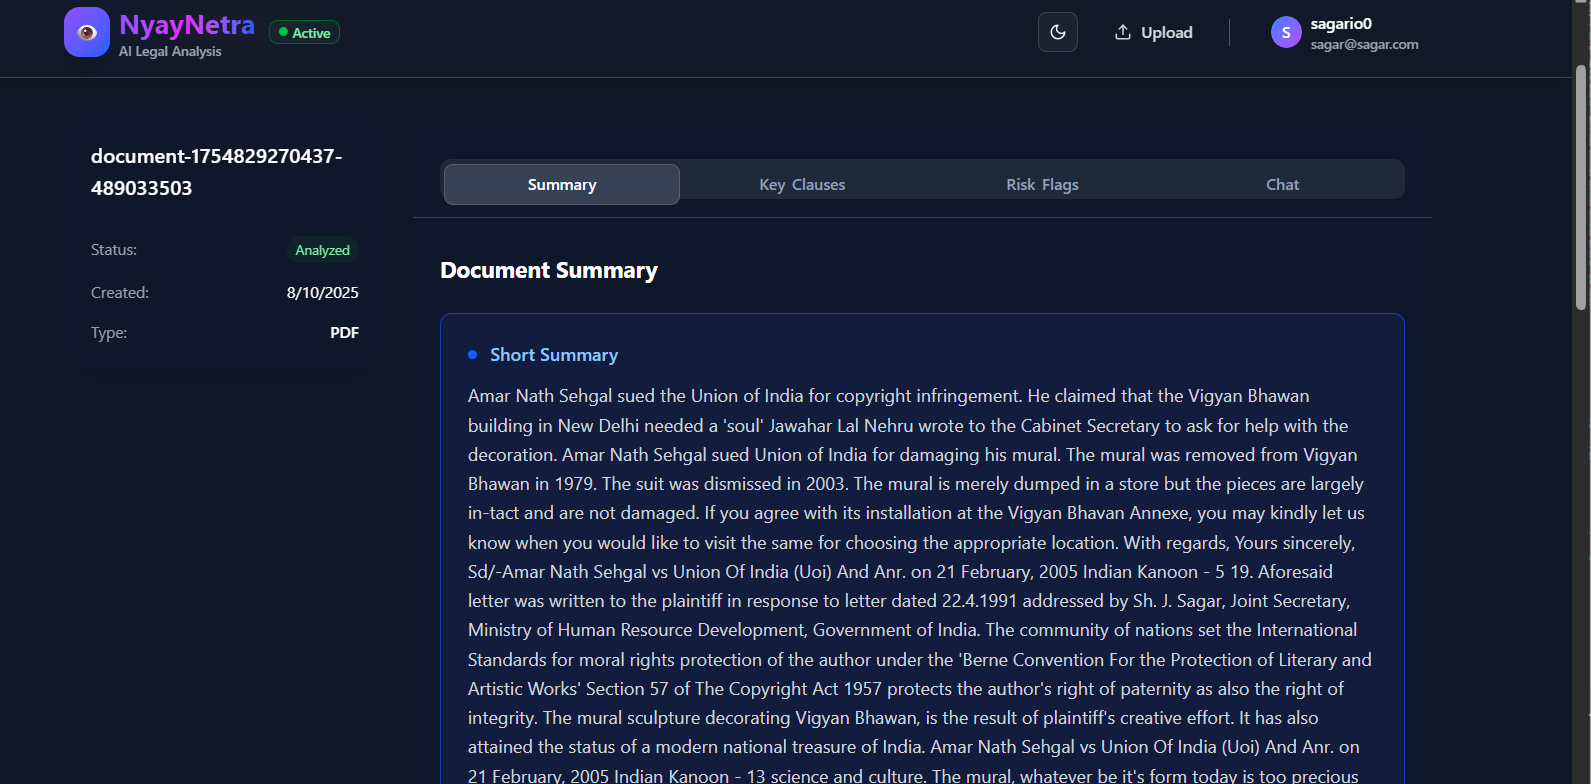 NyayNetra
Active
AI Legal Analysis
Upload
S
sagario0
sagar@sagar.com
document-1754829270437-
489033503
Status:
Analyzed
Created:
8/10/2025
Type:
PDF
Summary
Key Clauses
Risk Flags
Chat
Document Summary
Short Summary
Amar Nath Sehgal sued the Union of India for copyright infringement. He claimed that the Vigyan Bhawan
building in New Delhi needed a 'soul' Jawahar Lal Nehru wrote to the Cabinet Secretary to ask for help with the
decoration. Amar Nath Sehgal sued Union of India for damaging his mural. The mural was removed from Vigyan
Bhawan in 1979. The suit was dismissed in 2003. The mural is merely dumped in a store but the pieces are largely
in-tact and are not damaged. If you agree with its installation at the Vigyan Bhavan Annexe, you may kindly let us
know when you would like to visit the same for choosing the appropriate location. With regards, Yours sincerely,
Sd/-Amar Nath Sehgal vs Union Of India (Uoi) And Anr. on 21 February, 2005 Indian Kanoon - 5 19. Aforesaid
letter was written to the plaintiff in response to letter dated 22.4.1991 addressed by Sh. J. Sagar, Joint Secretary,
Ministry of Human Resource Development, Government of India. The community of nations set the International
Standards for moral rights protection of the author under the 'Berne Convention For the Protection of Literary and
Artistic Works' Section 57 of The Copyright Act 1957 protects the author's right of paternity as also the right of
integrity. The mural sculpture decorating Vigyan Bhawan, is the result of plaintiff's creative effort. It has also
attained the status of a modern national treasure of India. Amar Nath Sehgal vs Union Of India (Uoi) And Anr. on
21 February, 2005 Indian Kanoon - 13 science and culture. The mural, whatever be it's form today is too precious